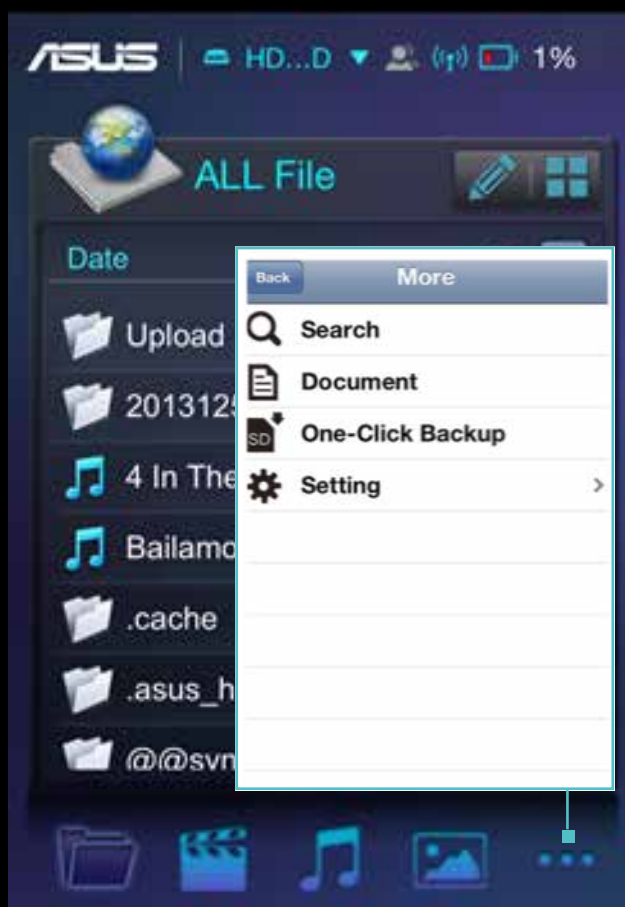 ASUS HD...D 1%
ALL File
Date
Back More
Upload
Search
Document
2013125
SD One-Click Backup
4 In The
Setting
Bailamo
.cache
.asus_h
@@svn